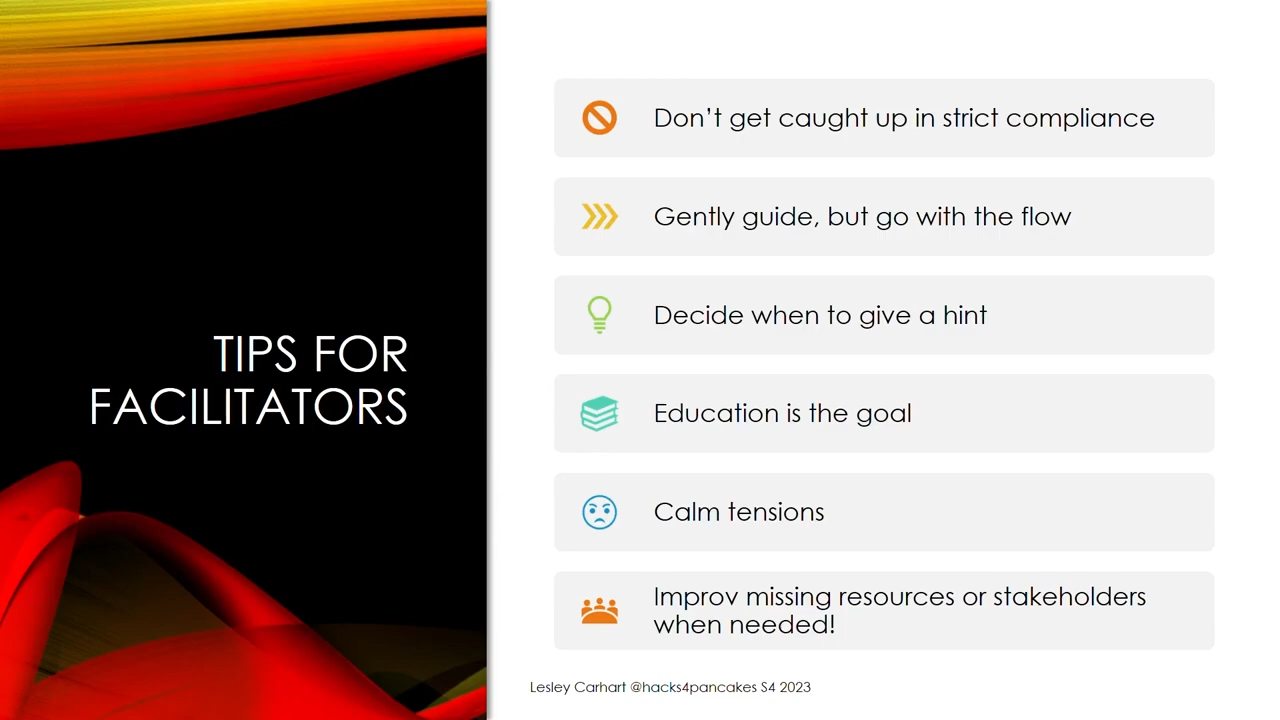 TIPS FOR
FACILITATORS
Don’t get caught up in strict compliance
Gently guide, but go with the flow
Decide when to give a hint
Education is the goal
Calm tensions
Improv missing resources or stakeholders
when needed!
Lesley Carhart @hacks4pancakes S4 2023